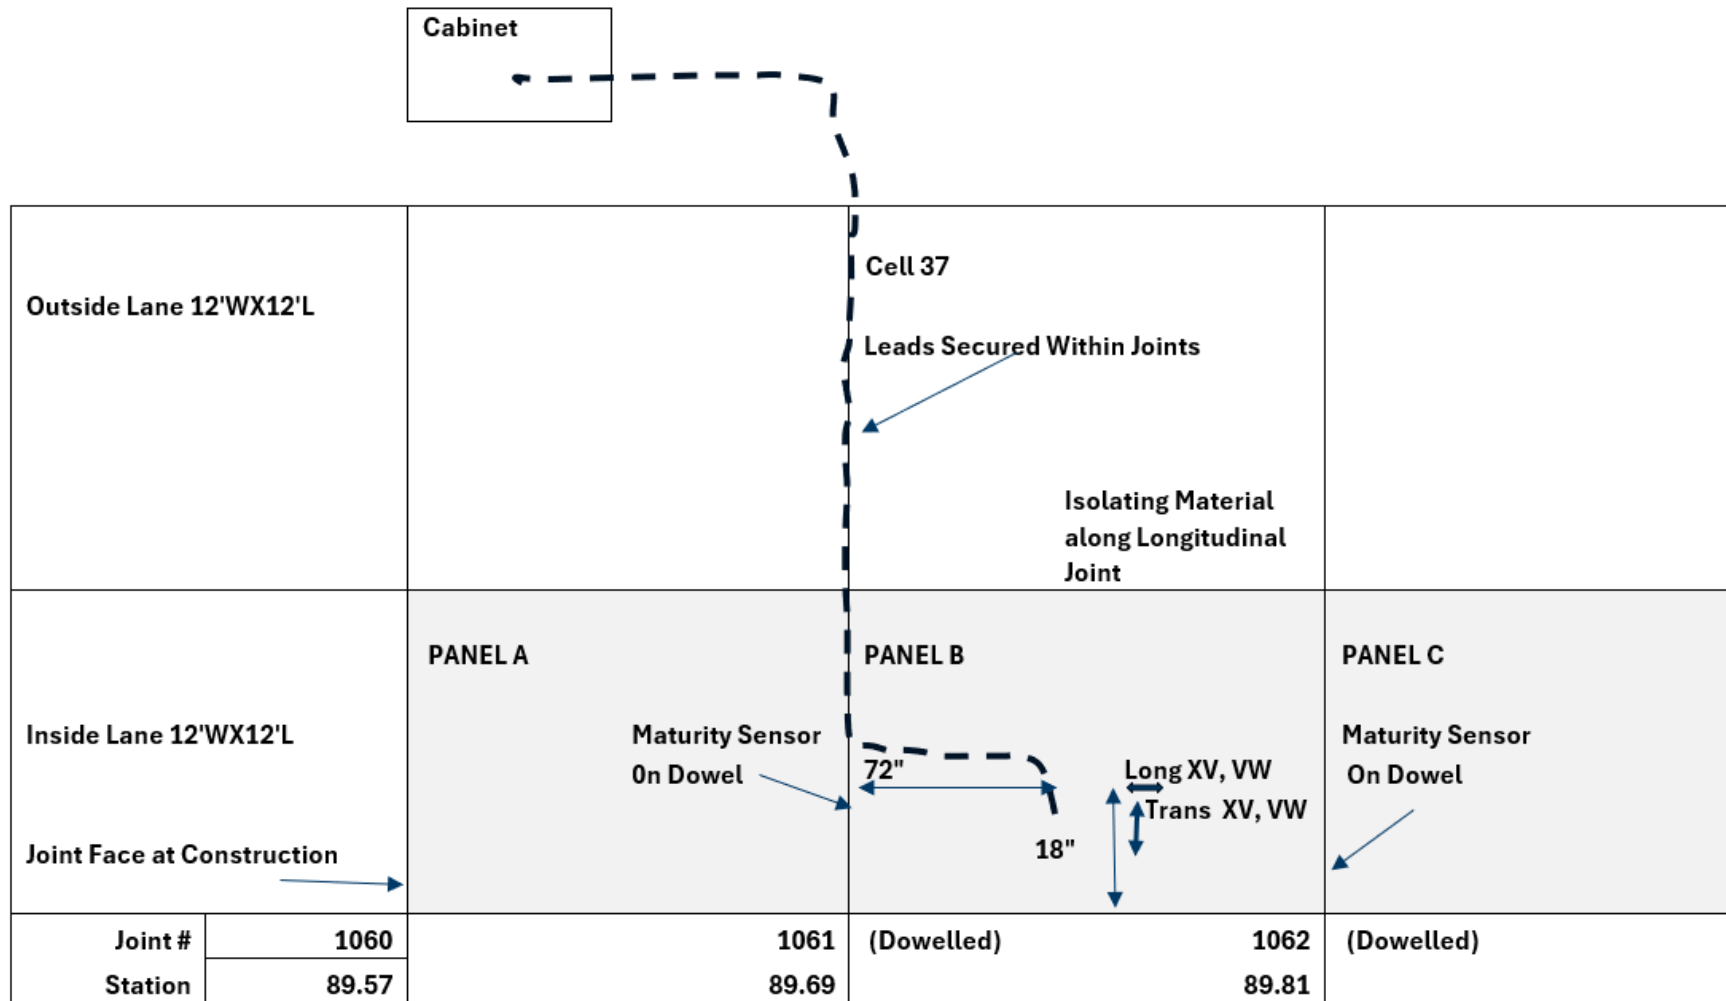 Cabinet
Cell 37
Outside Lane 12'WX12'L
Leads Secured Within Joints
Isolating Material
along Longitudinal
Joint
PANEL A
PANEL B
PANEL C
Inside Lane 12'WX12'L
Maturity Sensor
0n Dowel
72"
Long XV, VW
Trans XV, VW
18"
Maturity Sensor
On Dowel
Joint Face at Construction
Joint # 1060 1061 (Dowelled) 1062 (Dowelled)
Station 89.57 89.69 89.81